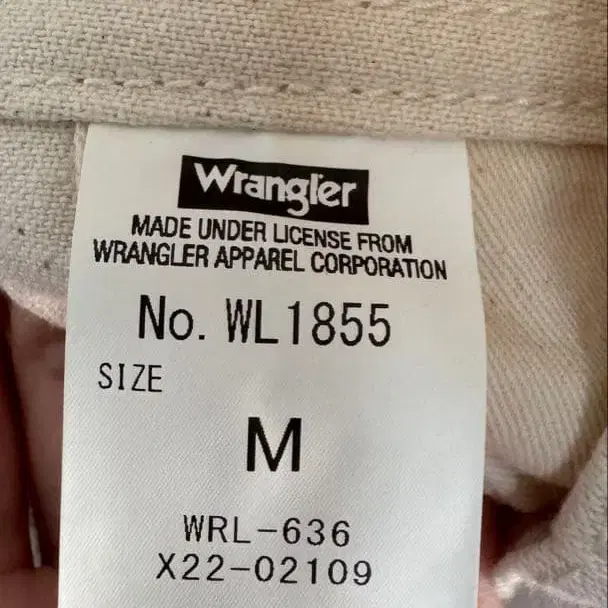 Wrangler
MADE UNDER LICENSE FROM
WRANGLER APPAREL CORPORATION
No. WL1855
SIZE
M
WRL-636
X22-02109